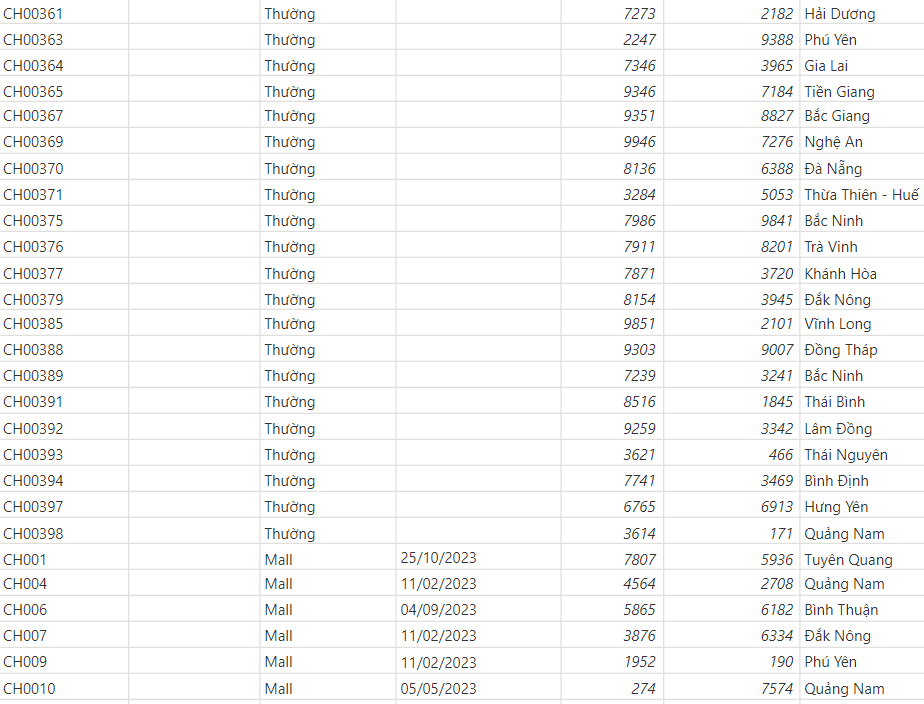 CH00361 Thường 7273 2182 Hải Dương
CH00363 Thường 2247 9388 Phú Yên
CH00364 Thường 7346 3965 Gia Lai
CH00365 Thường 9346 7184 Tiền Giang
CH00367 Thường 9351 8827 Bắc Giang
CH00369 Thường 9946 7276 Nghệ An
CH00370 Thường 8136 6388 Đà Nẵng
CH00371 Thường 3284 5053 Thừa Thiên - Huế
CH00375 Thường 7986 9841 Bắc Ninh
CH00376 Thường 7911 8201 Trà Vinh
CH00377 Thường 7871 3720 Khánh Hòa
CH00379 Thường 8154 3945 Đắk Nông
CH00385 Thường 9851 2101 Vĩnh Long
CH00388 Thường 9303 9007 Đồng Tháp
CH00389 Thường 7239 3241 Bắc Ninh
CH00391 Thường 8516 1845 Thái Bình
CH00392 Thường 9259 3342 Lâm Đồng
CH00393 Thường 3621 466 Thái Nguyên
CH00394 Thường 7741 3469 Bình Định
CH00397 Thường 6765 6913 Hưng Yên
CH00398 Thường 3614 171 Quảng Nam
CH001 Mall 25/10/2023 7807 5936 Tuyên Quang
CH004 Mall 11/02/2023 4564 2708 Quảng Nam
CH006 Mall 04/09/2023 5865 6182 Bình Thuận
CH007 Mall 11/02/2023 3876 6334 Đắk Nông
CH009 Mall 11/02/2023 1952 190 Phú Yên
CH0010 Mall 05/05/2023 274 7574 Quảng Nam